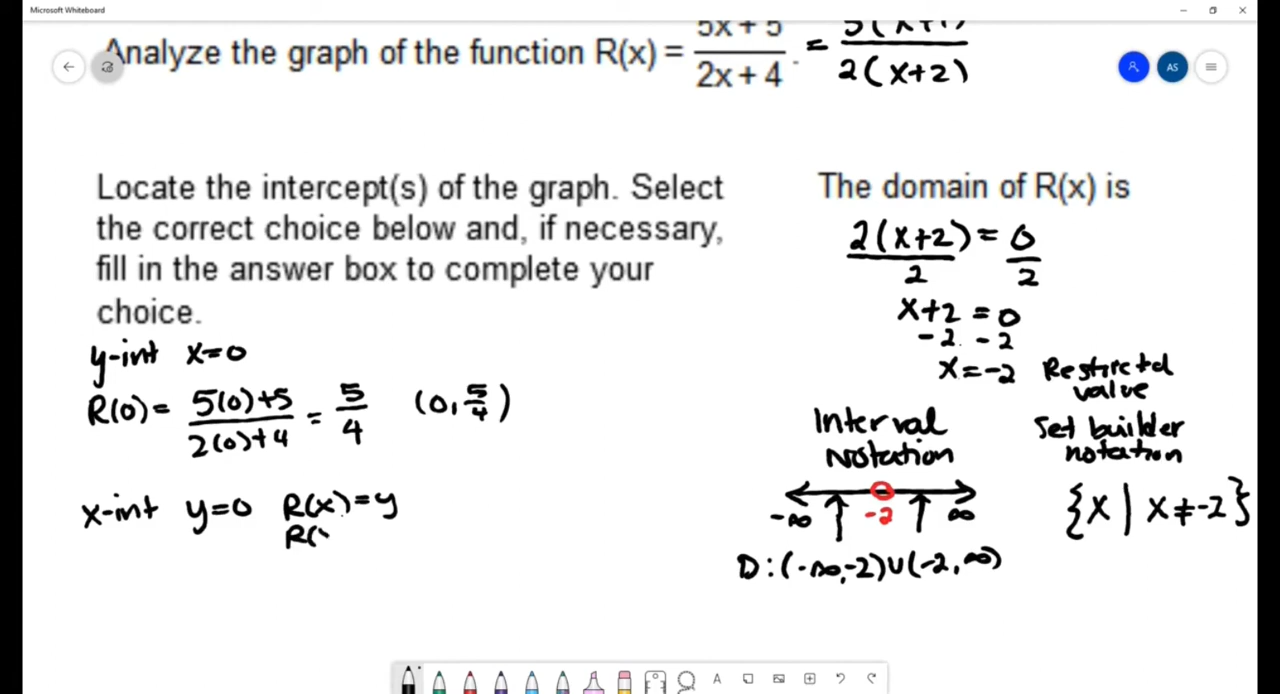 Microsoft Whiteboard
Analyze the graph of the function R(x) = 5x + 5 / 2x + 4 . = 5(x+1) / 2(x+2)
AS
Locate the intercept(s) of the graph. Select
the correct choice below and, if necessary,
fill in the answer box to complete your
choice.
y-int x=0
R(0) = 5(0)+5 / 2(0)+4 = 5/4 (0, 5/4)
x-int y=0 R(x)=y
R(
The domain of R(x) is
2(x+2) / 2 = 0 / 2
x+2 = 0
-2 -2
x=-2 Restircted
value
Interval
Notation
Set builder
notation
-∞ -2 ∞
{x | x≠-2}
D:(-∞,-2)U(-2,∞)
A